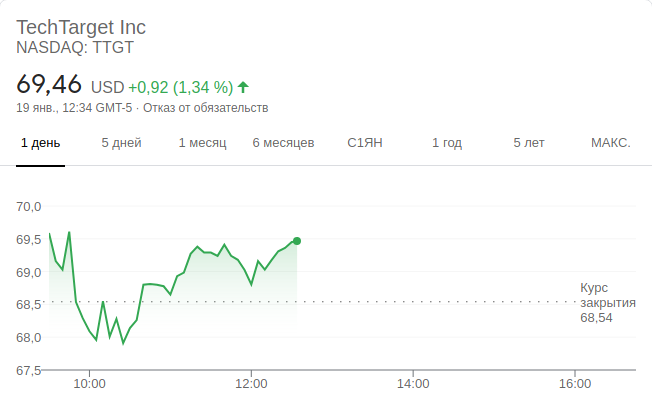 TechTarget Inc
NASDAQ: TTGT
69,46 USD +0,92 (1,34 %)
19 янв., 12:34 GMT-5 · Отказ от обязательств
1 день 5 дней 1 месяц 6 месяцев С1ЯН 1 год 5 лет МАКС.
70,0
69,5
69,0
68,5
68,0
67,5
Курс
закрытия
68,54
10:00 12:00 14:00 16:00